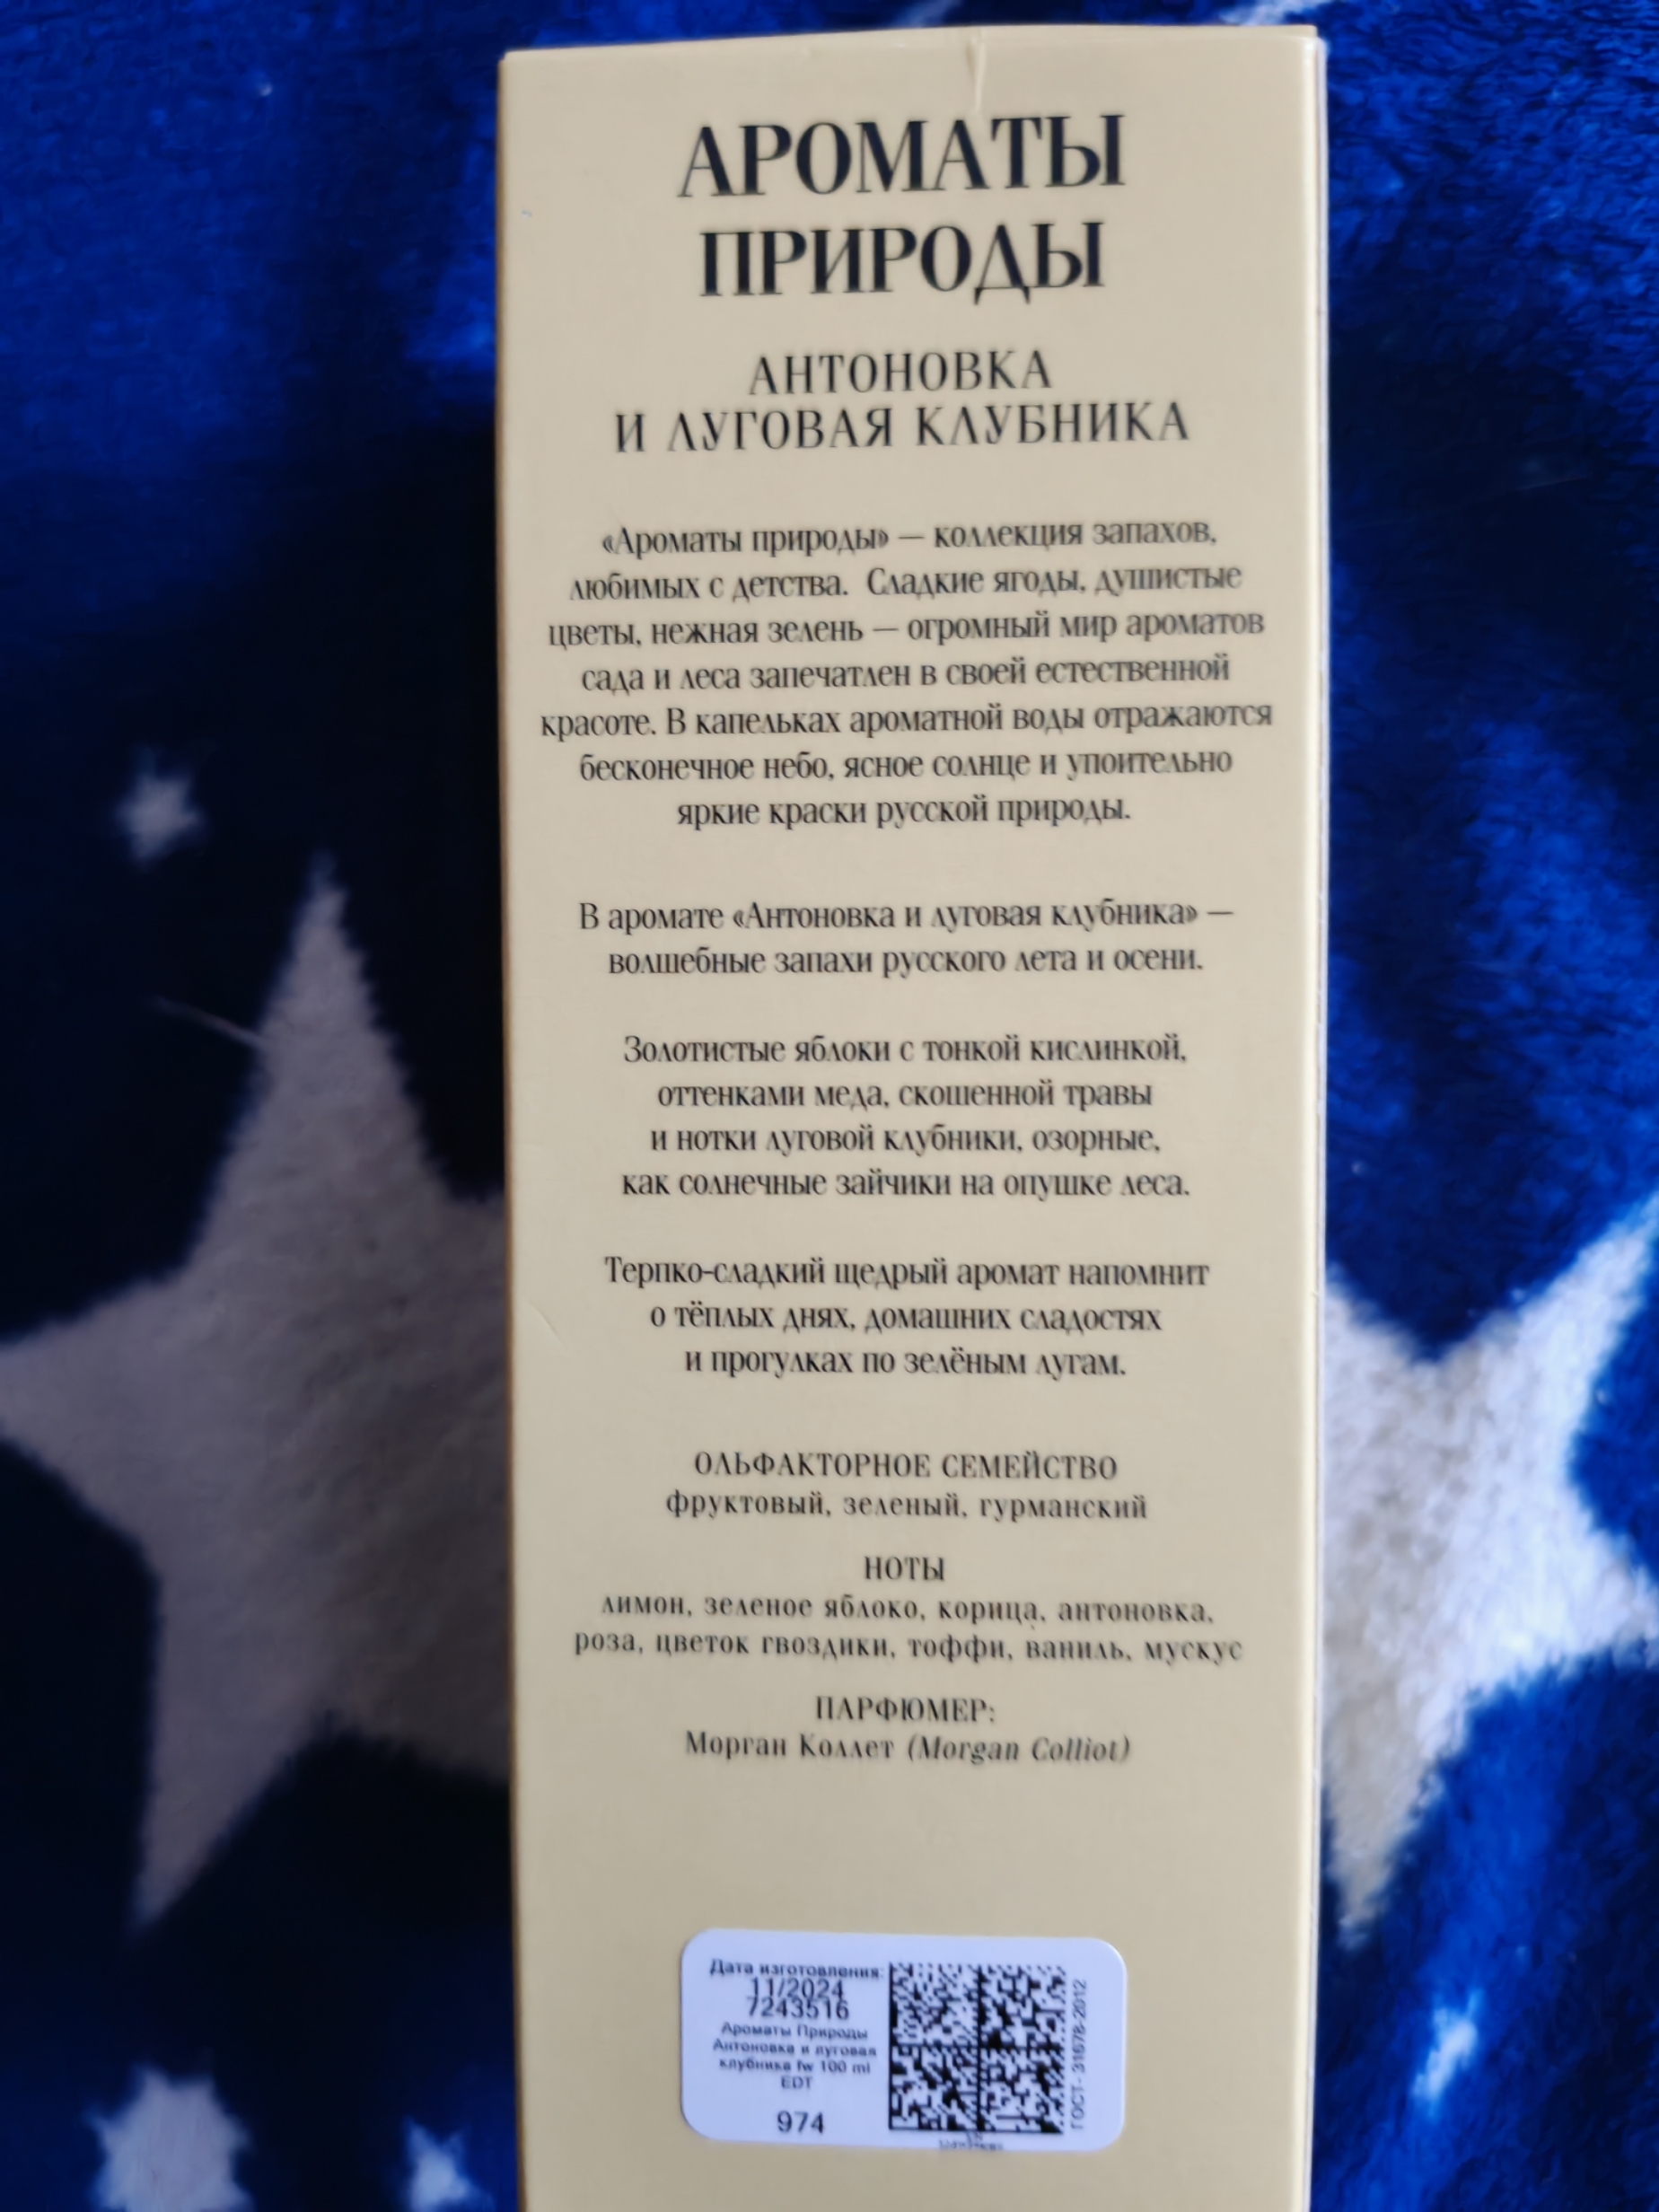 АРОМАТЫ
ПРИРОДЫ
АНТОНОВКА
И ЛУГОВАЯ КЛУБНИКА
«Ароматы природы» — коллекция запахов,
любимых с детства. Сладкие ягоды, душистые
цветы, нежная зелень — огромный мир ароматов
сада и леса запечатлен в своей естественной
красоте. В капельках ароматной воды отражаются
бесконечное небо, ясное солнце и упоительно
яркие краски русской природы.
В аромате «Антоновка и луговая клубника» —
волшебные запахи русского лета и осени.
Золотистые яблоки с тонкой кислинкой,
оттенками меда, скошенной травы
и нотки луговой клубники, озорные,
как солнечные зайчики на опушке леса.
Терпко-сладкий щедрый аромат напомнит
о тёплых днях, домашних сладостях
и прогулках по зелёным лугам.
ОЛЬФАКТОРНОЕ СЕМЕЙСТВО
фруктовый, зеленый, гурманский
НОТЫ
лимон, зеленое яблоко, корица, антоновка,
роза, цветок гвоздики, тоффи, ваниль, мускус
ПАРФЮМЕР:
Морган Коллет (Morgan Colliot)
Дата изготовления:
11/2024
7243516
Ароматы Природы
Антоновка и луговая
клубника fw 100 ml
EDT
974
ГОСТ- 31678-2012